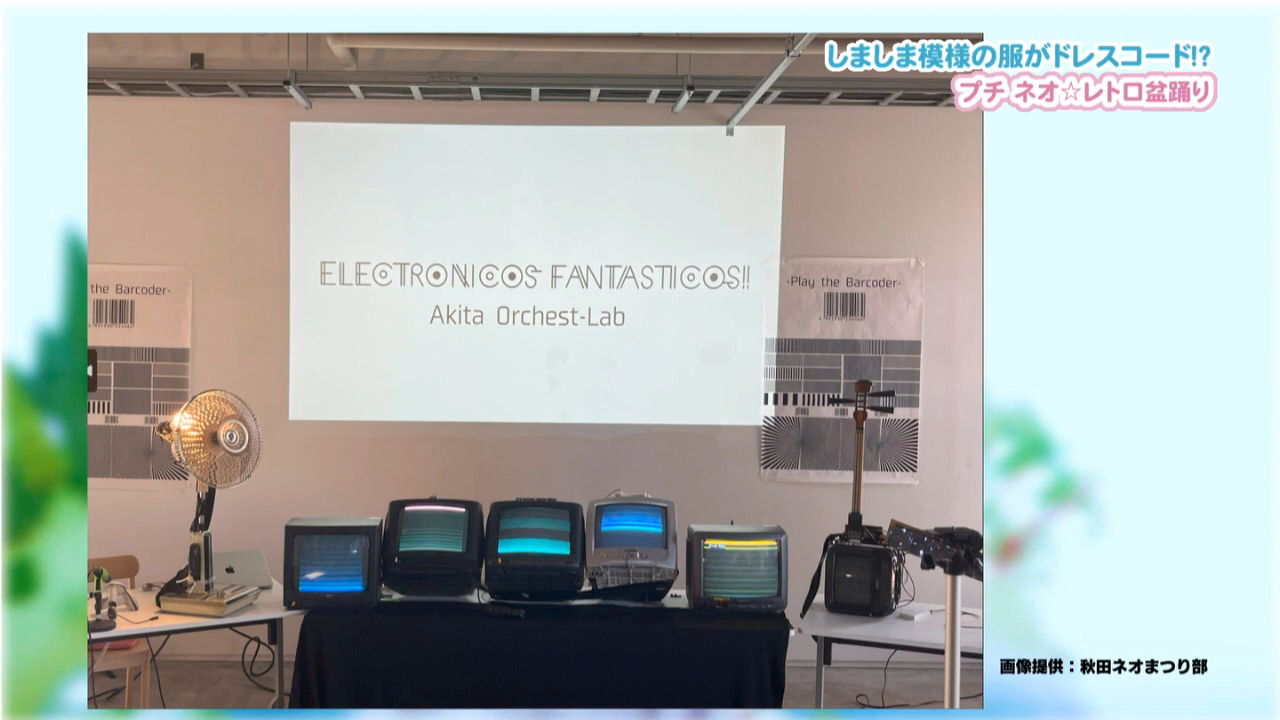 しましま模様の服がドレスコード!?
プチ ネオ☆レトロ盆踊り
ELECTRONICOS FANTASTICOS!!
Akita Orchest-Lab
the Barcoder-
-Play the Barcoder-
画像提供：秋田ネオまつり部